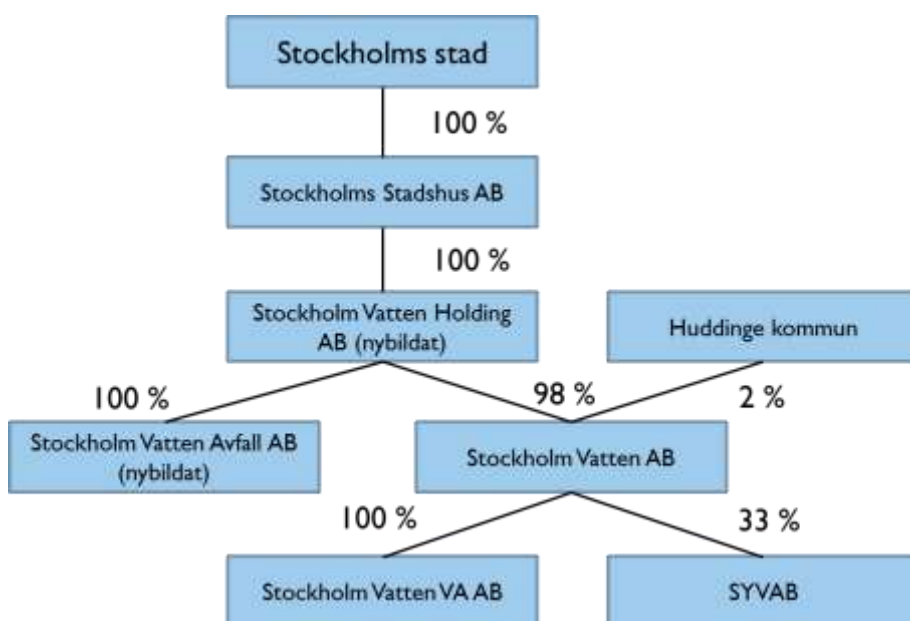 Stockholms stad
100 %
Stockholms Stadshus AB
100 %
Stockholm Vatten Holding
AB (nybildat)
Huddinge kommun
100 %
98 %
2 %
Stockholm Vatten Avfall AB
(nybildat)
Stockholm Vatten AB
100 %
33 %
Stockholm Vatten VA AB
SYVAB